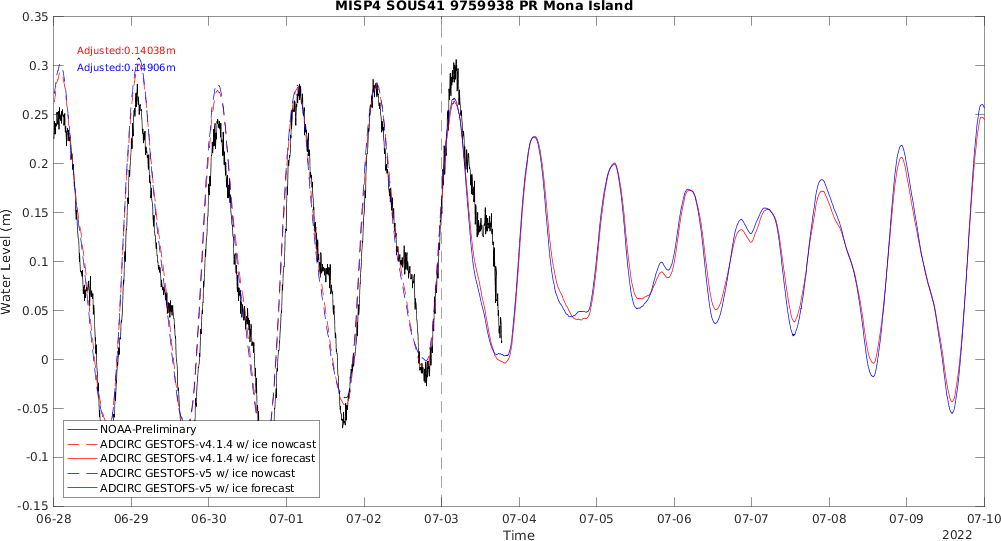 MISP4 SOUS41 9759938 PR Mona Island
Water Level (m)
0.35
0.3
0.25
0.2
0.15
0.1
0.05
0
-0.05
-0.1
-0.15
Adjusted:0.14038m
Adjusted:0.14906m
NOAA-Preliminary
ADCIRC GESTOFS-v4.1.4 w/ ice nowcast
ADCIRC GESTOFS-v4.1.4 w/ ice forecast
ADCIRC GESTOFS-v5 w/ ice nowcast
ADCIRC GESTOFS-v5 w/ ice forecast
06-28 06-29 06-30 07-01 07-02 07-03 07-04 07-05 07-06 07-07 07-08 07-09 07-10
Time
2022